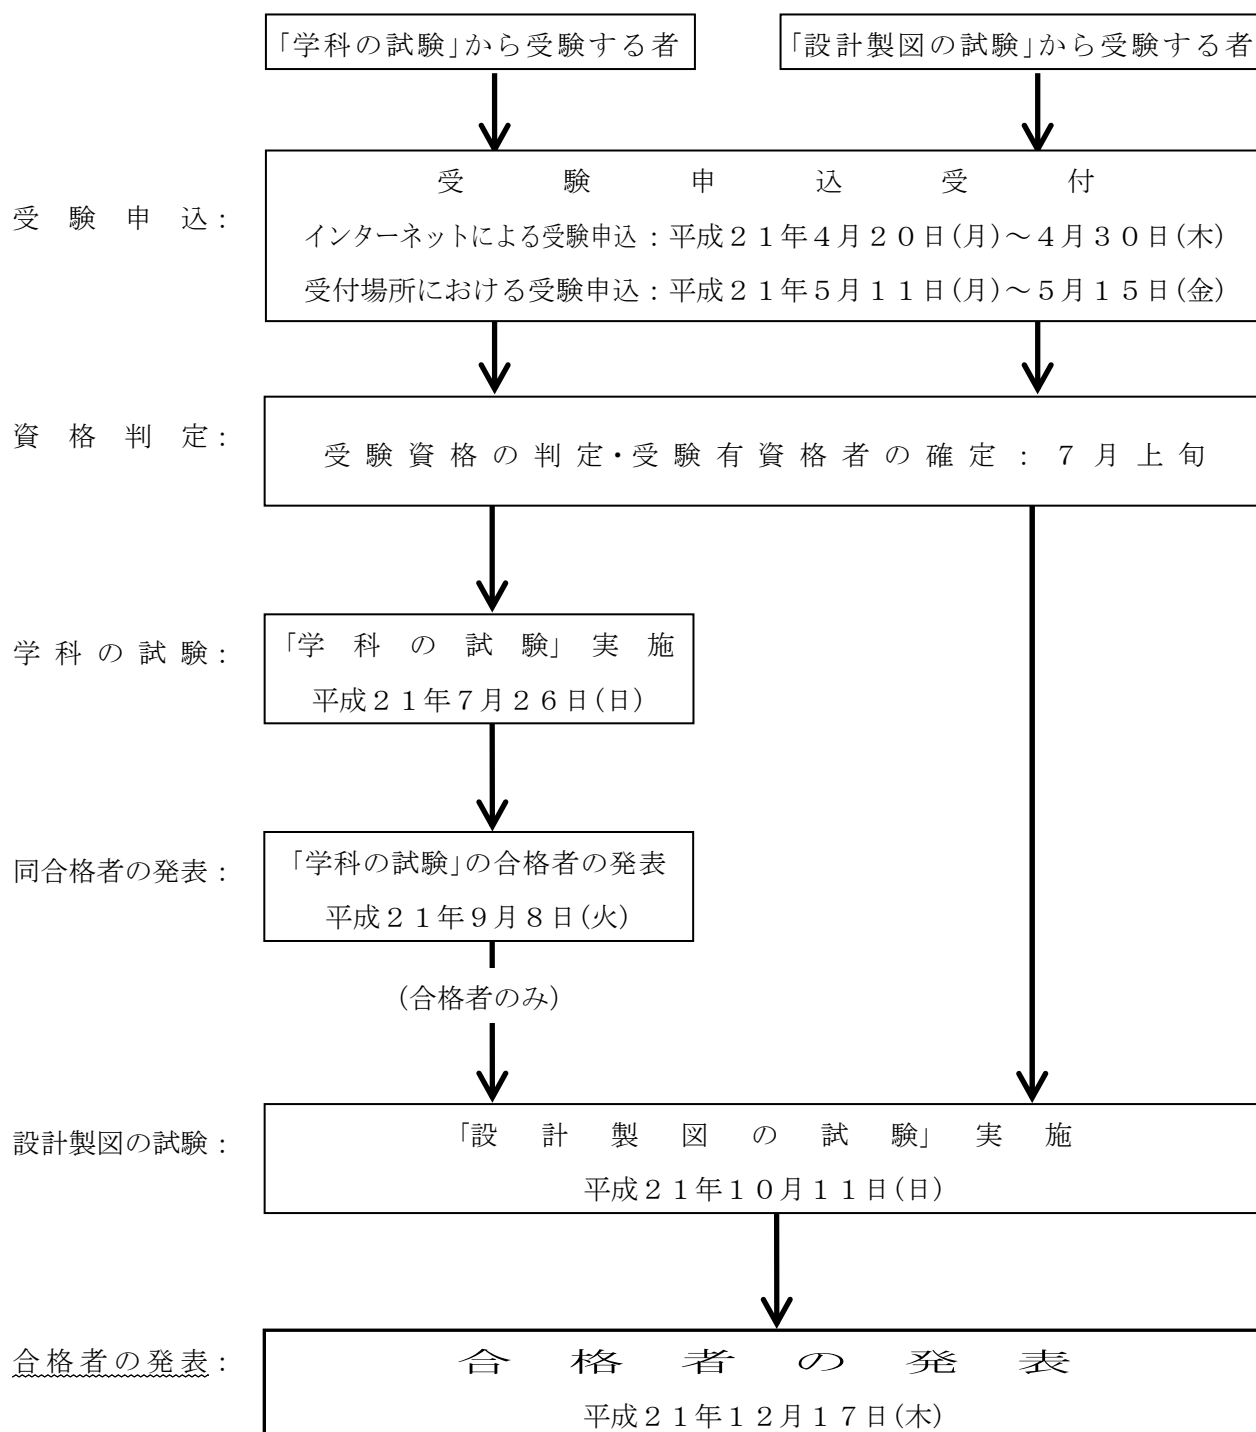 「学科の試験」から受験する者
「設計製図の試験」から受験する者
受験申込：
受験申込受付
インターネットによる受験申込：平成２１年４月２０日(月)～４月３０日(木)
受付場所における受験申込：平成２１年５月１１日(月)～５月１５日(金)
資格判定：
受験資格の判定・受験有資格者の確定：７月上旬
学科の試験：
「学科の試験」実施
平成２１年７月２６日(日)
同合格者の発表：
「学科の試験」の合格者の発表
平成２１年９月８日(火)
(合格者のみ)
設計製図の試験：
「設計製図の試験」実施
平成２１年１０月１１日(日)
合格者の発表：
合格者の発表
平成２１年１２月１７日(木)